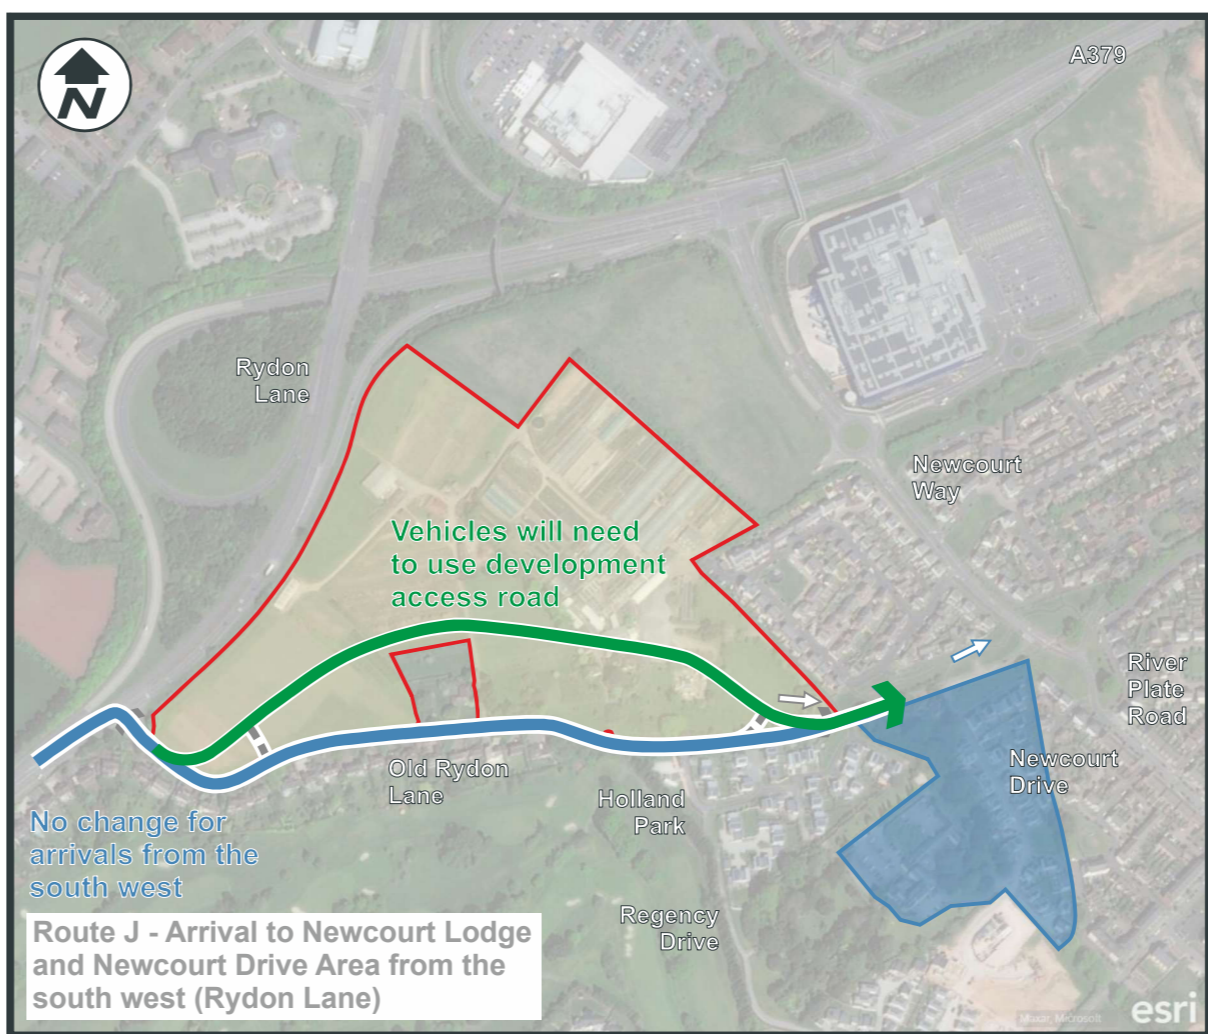 N
A379
Rydon
Lane
Newcourt
Way
Vehicles will need
to use development
access road
River
Plate
Road
Newcourt
Drive
Old Rydon
Lane
Holland
Park
No change for
arrivals from the
south west
Regency
Drive
Route J - Arrival to Newcourt Lodge
and Newcourt Drive Area from the
south west (Rydon Lane)
Maxar, Microsoft
esri